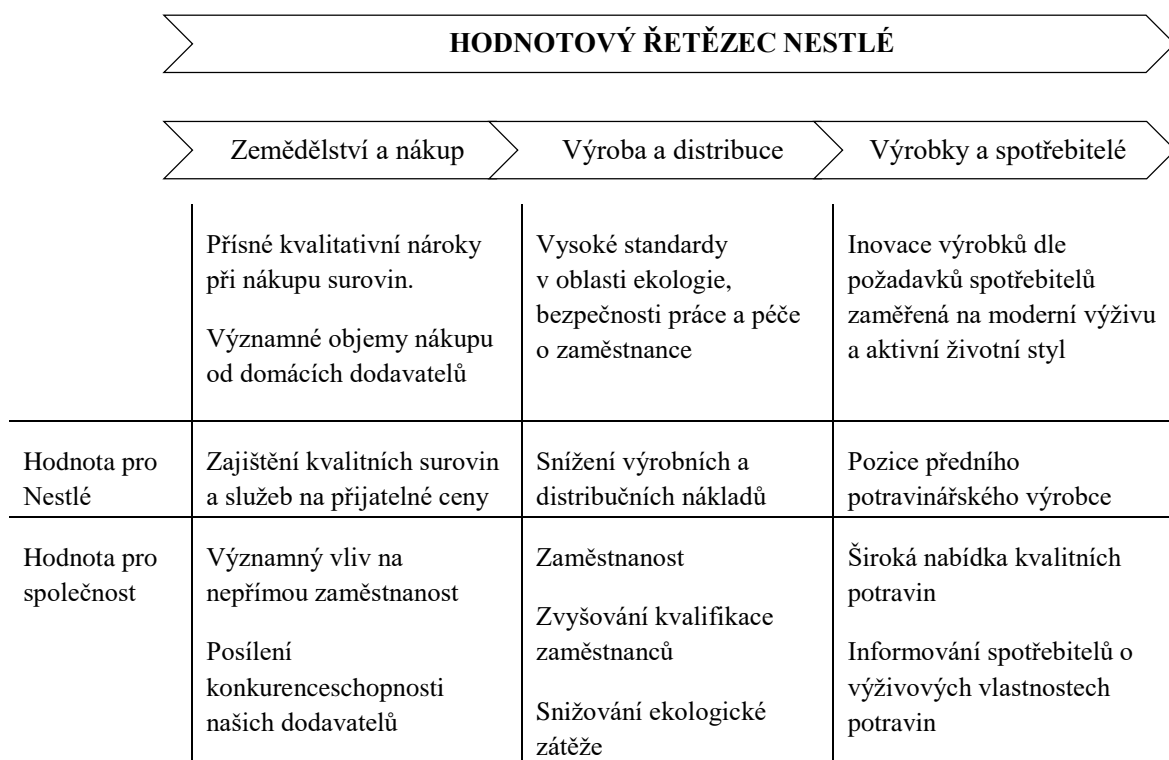 HODNOTOVÝ ŘETĚZEC NESTLÉ
Zemědělství a nákup
Výroba a distribuce
Výrobky a spotřebitelé
Přísné kvalitativní nároky
při nákupu surovin.
Významné objemy nákupu
od domácích dodavatelů
Vysoké standardy
v oblasti ekologie,
bezpečnosti práce a péče
o zaměstnance
Inovace výrobků dle
požadavků spotřebitelů
zaměřená na moderní výživu
a aktivní životní styl
Hodnota pro
Nestlé
Zajištění kvalitních surovin
a služeb na přijatelné ceny
Snížení výrobních a
distribučních nákladů
Pozice předního
potravinářského výrobce
Hodnota pro
společnost
Významný vliv na
nepřímou zaměstnanost
Posílení
konkurenceschopnosti
našich dodavatelů
Zaměstnanost
Zvyšování kvalifikace
zaměstnanců
Snižování ekologické
zátěže
Široká nabídka kvalitních
potravin
Informování spotřebitelů o
výživových vlastnostech
potravin